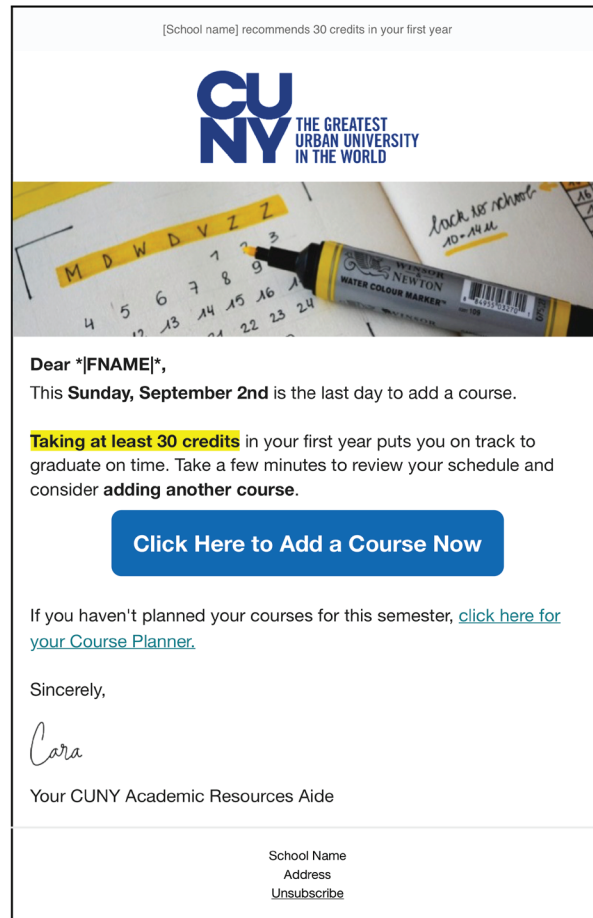 [School name] recommends 30 credits in your first year
CU
NY
THE GREATEST
URBAN UNIVERSITY
IN THE WORLD
M D W D V Z Z
1 2 3
4 5 6 7 8 9
12 13 14 15 16
21 22 23 24
back to school
10-14
16
WINSOR
& NEWTON
WATER COLOUR MARKER™
WINSOR
Dear *|FNAME|*,
This Sunday, September 2nd is the last day to add a course.
Taking at least 30 credits in your first year puts you on track to
graduate on time. Take a few minutes to review your schedule and
consider adding another course.
Click Here to Add a Course Now
If you haven't planned your courses for this semester, click here for
your Course Planner.
Sincerely,
Cara
Your CUNY Academic Resources Aide
School Name
Address
Unsubscribe